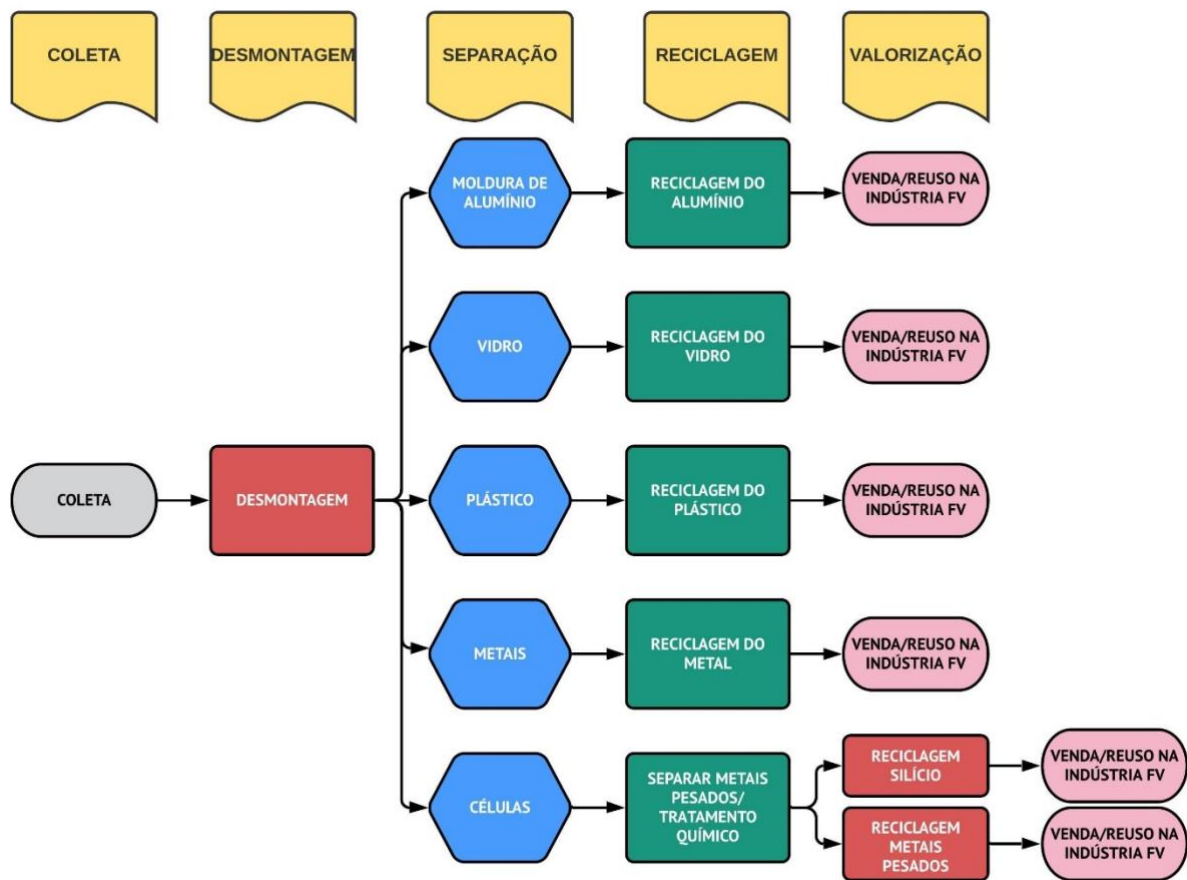 COLETA
DESMONTAGEM
SEPARAÇÃO
RECICLAGEM
VALORIZAÇÃO
MOLDURA DE
ALUMÍNIO
RECICLAGEM DO
ALUMÍNIO
VENDA/REUSO NA
INDÚSTRIA FV
VIDRO
RECICLAGEM DO
VIDRO
VENDA/REUSO NA
INDÚSTRIA FV
COLETA
DESMONTAGEM
PLÁSTICO
RECICLAGEM DO
PLÁSTICO
VENDA/REUSO NA
INDÚSTRIA FV
METAIS
RECICLAGEM DO
METAL
VENDA/REUSO NA
INDÚSTRIA FV
CÉLULAS
SEPARAR METAIS
PESADOS/
TRATAMENTO
QUÍMICO
RECICLAGEM
SILÍCIO
VENDA/REUSO NA
INDÚSTRIA FV
RECICLAGEM
METAIS
PESADOS
VENDA/REUSO NA
INDÚSTRIA FV